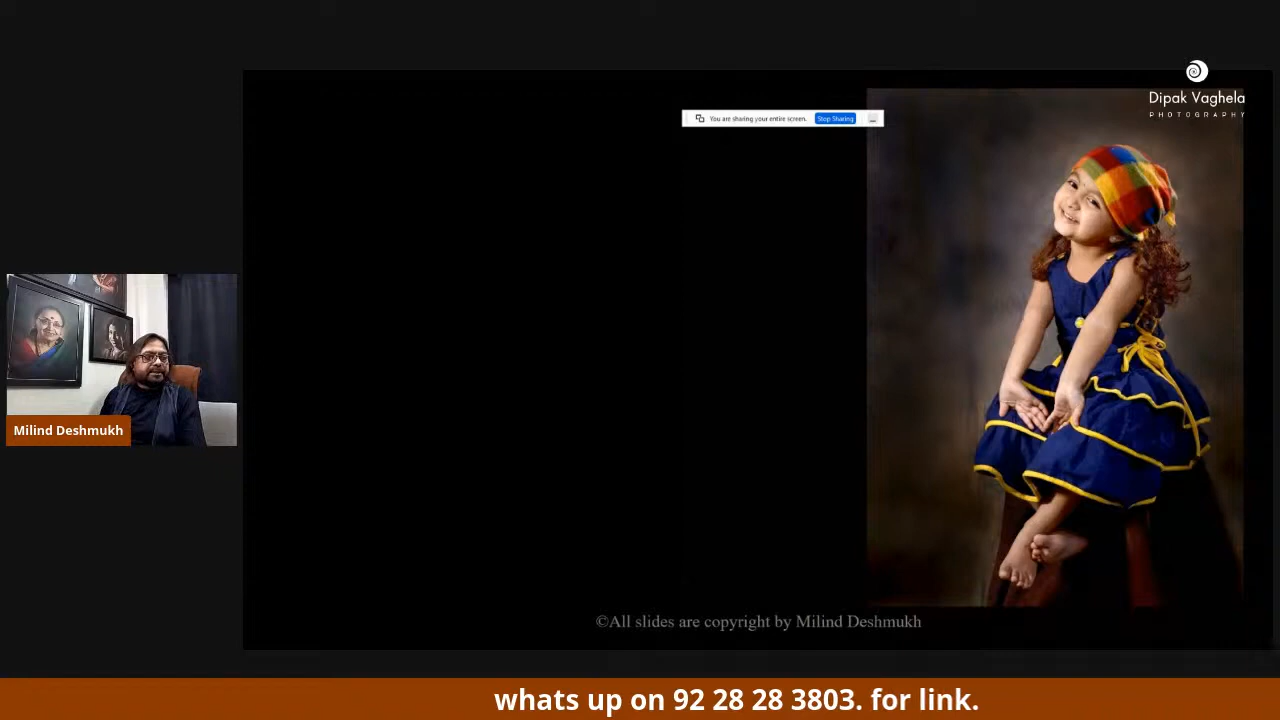 Dipak Vaghela
PHOTOGRAPHY
You are sharing your entire screen.
Stop Sharing
Milind Deshmukh
©All slides are copyright by Milind Deshmukh
whats up on 92 28 28 3803. for link.